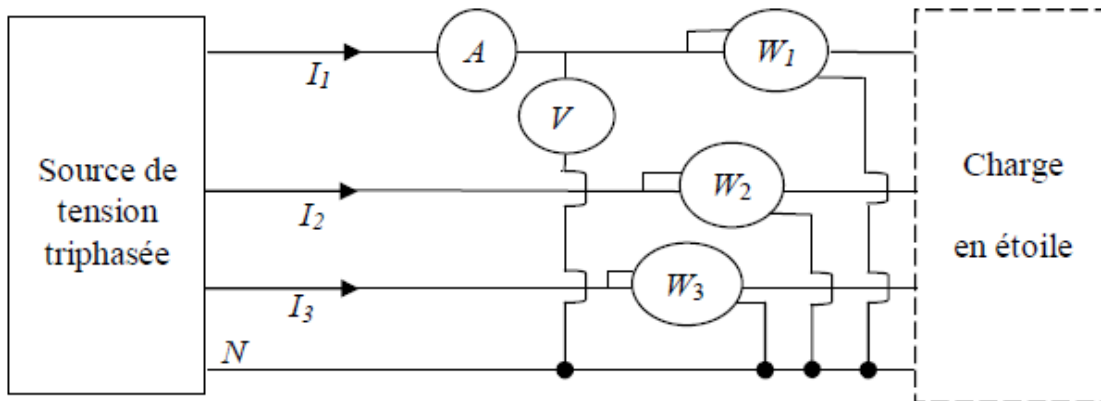 Source de
tension
triphasée
I1
A
V
W1
I2
W2
I3
W3
N
Charge
en étoile